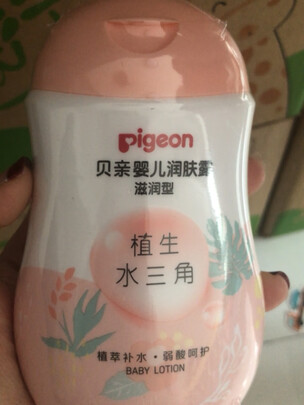 Pigeon
贝亲婴儿润肤露
滋润型
植生
水三角
植萃补水·弱酸呵护
BABY LOTION